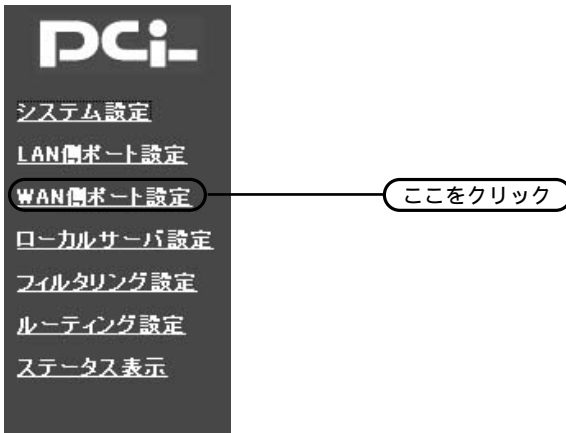 PCi
システム設定
LAN側ポート設定
WAN側ポート設定
ここをクリック
ローカルサーバ設定
フィルタリング設定
ルーティング設定
ステータス表示